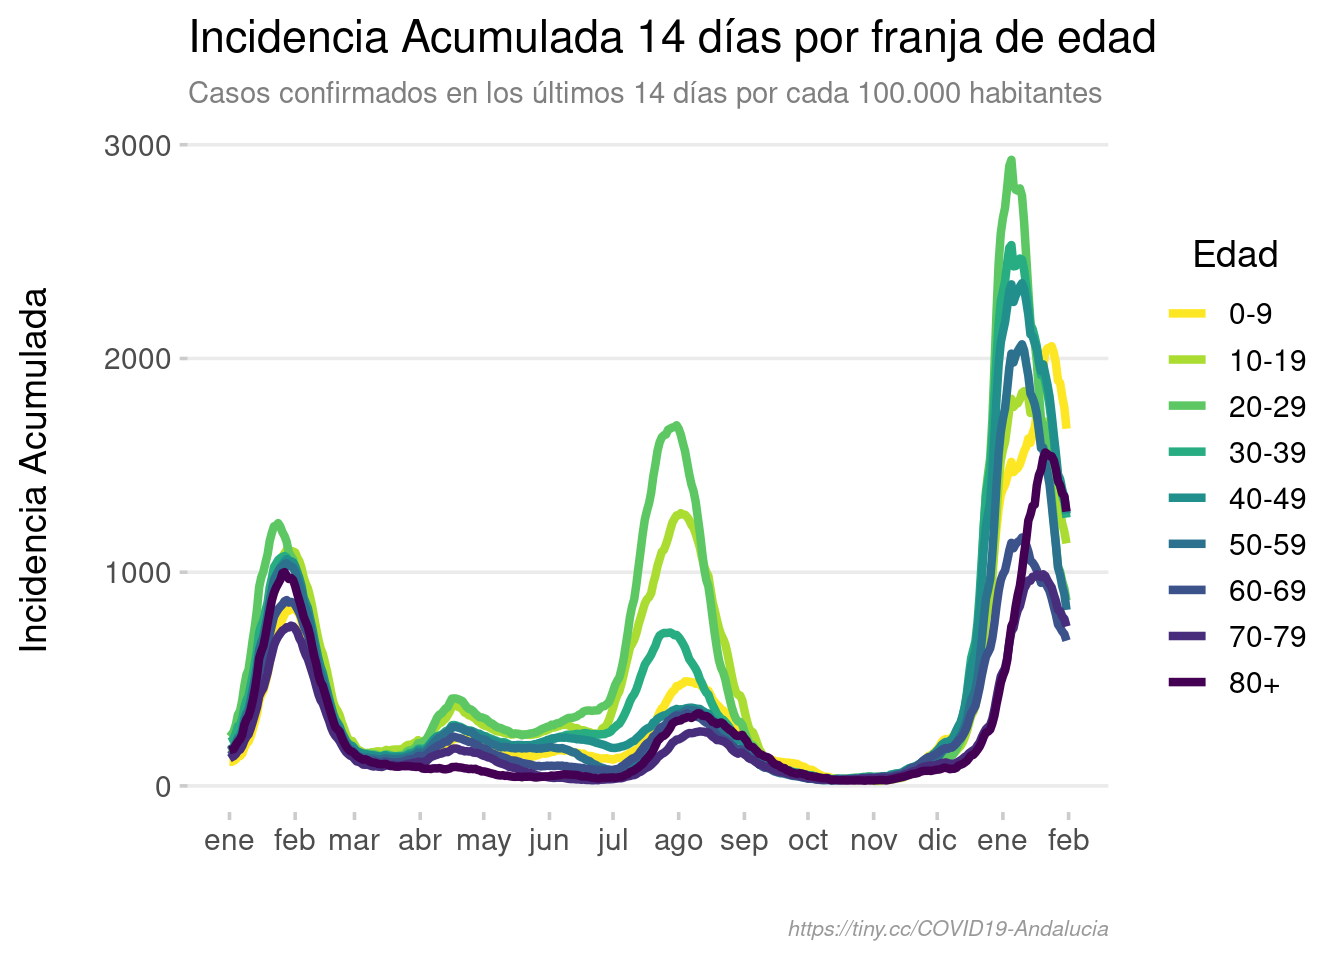 Incidencia Acumulada 14 días por franja de edad
Casos confirmados en los últimos 14 días por cada 100.000 habitantes
Incidencia Acumulada
3000
2000
1000
0
ene feb mar abr may jun jul ago sep oct nov dic ene feb
Edad
0-9
10-19
20-29
30-39
40-49
50-59
60-69
70-79
80+
https://tiny.cc/COVID19-Andalucia